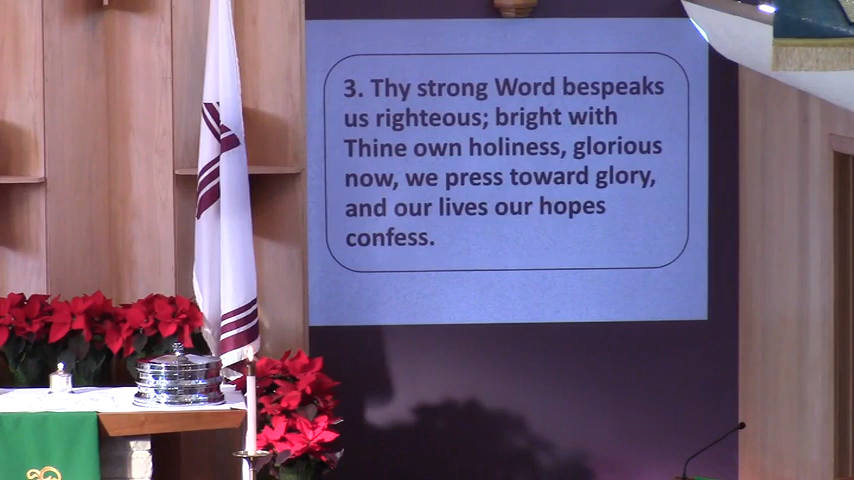 3. Thy strong Word bespeaks
us righteous; bright with
Thine own holiness, glorious
now, we press toward glory,
and our lives our hopes
confess.